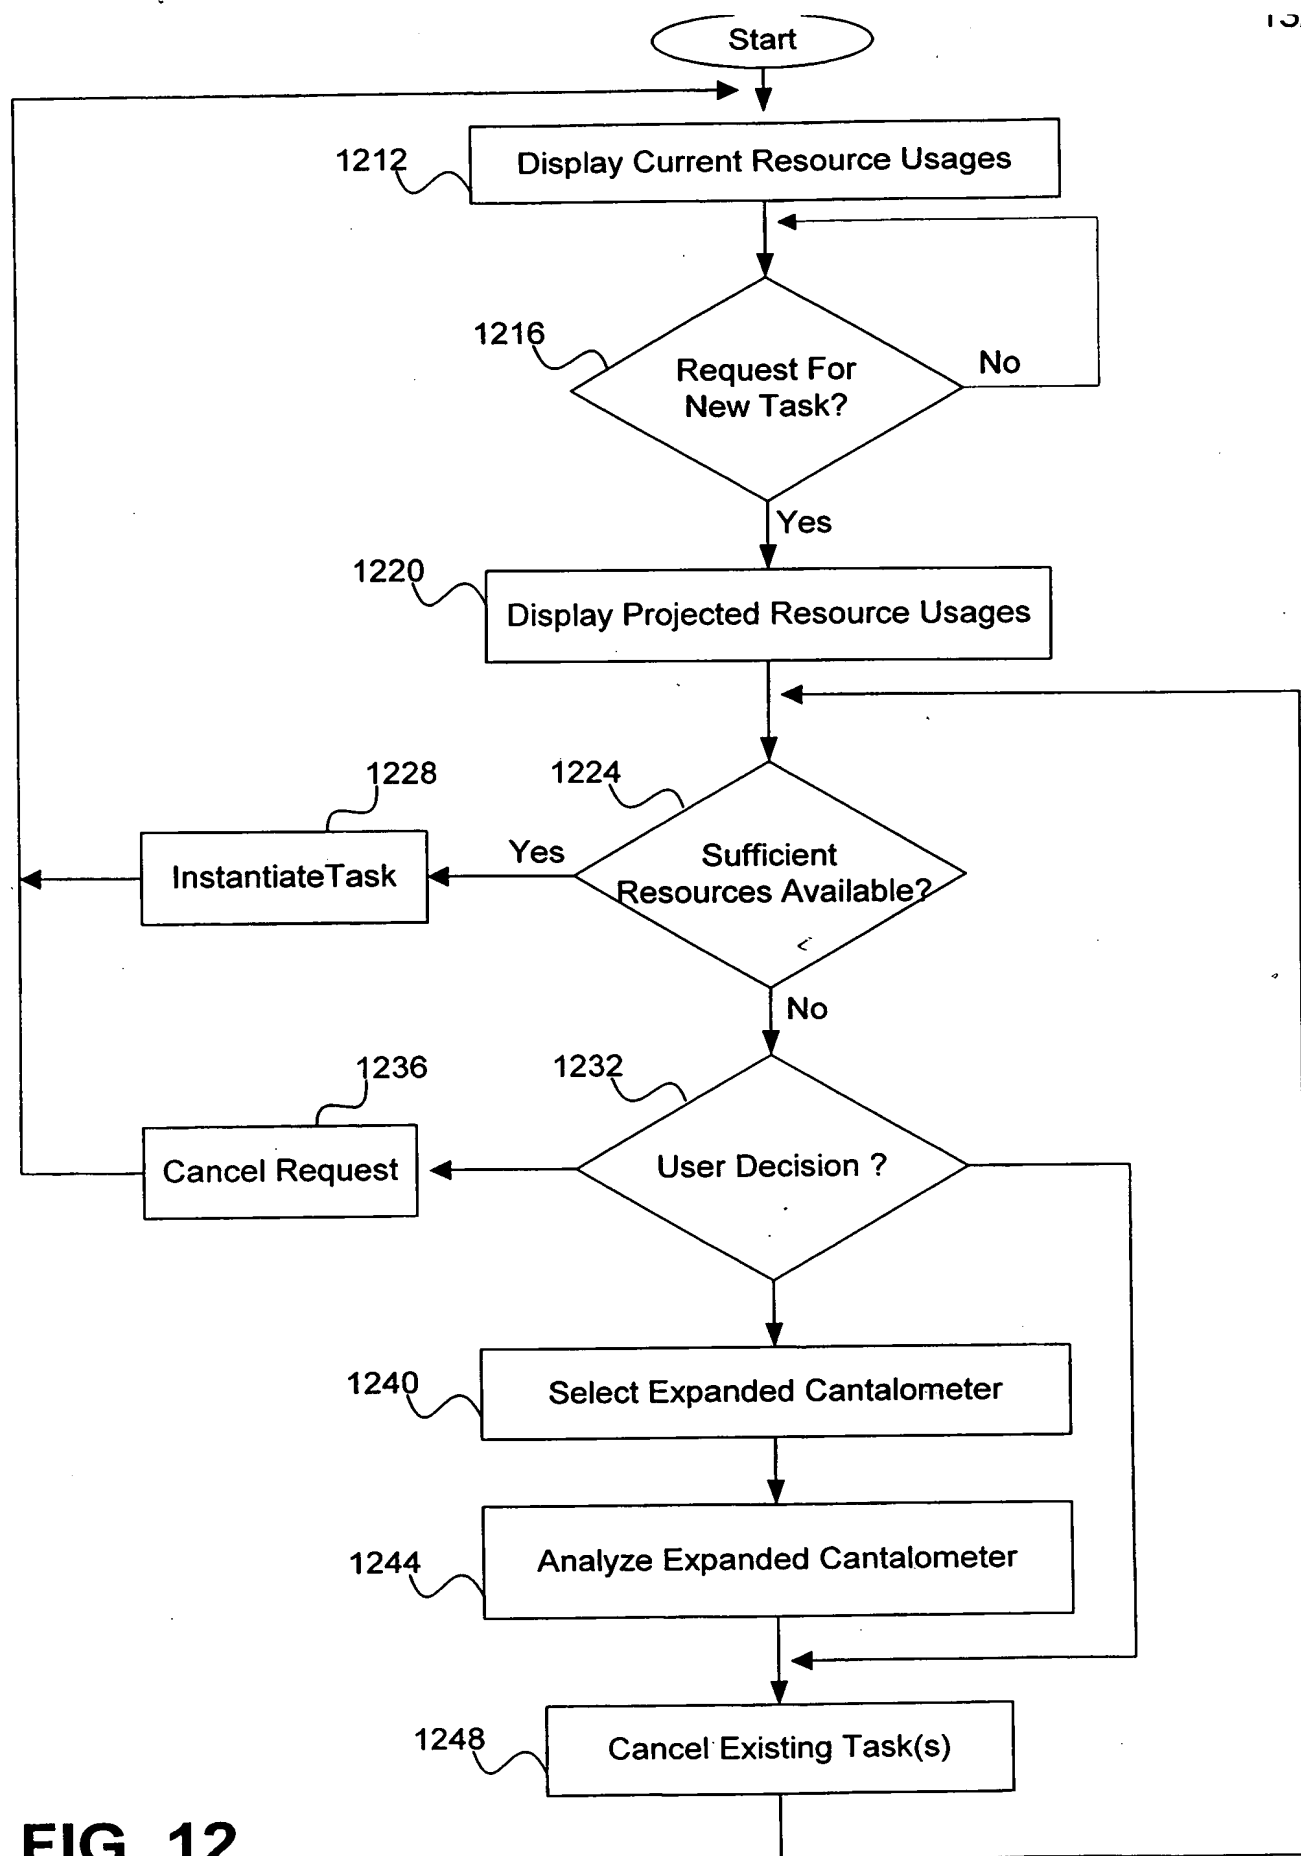 Start
1212
Display Current Resource Usages
1216
Request For
New Task?
No
Yes
1220
Display Projected Resource Usages
1228
1224
InstantiateTask
Yes
Sufficient
Resources Available?
No
1236
1232
Cancel Request
User Decision ?
1240
Select Expanded Cantalometer
1244
Analyze Expanded Cantalometer
1248
Cancel Existing Task(s)
FIG. 12